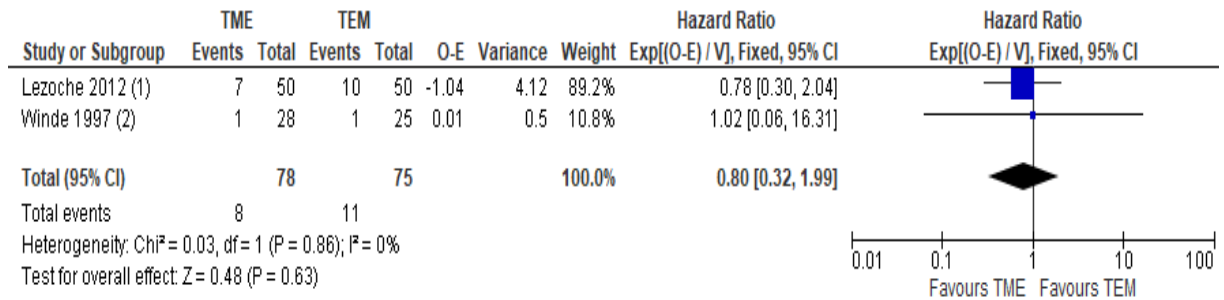 TME TEM Hazard Ratio Hazard Ratio
Study or Subgroup Events Total Events Total O-E Variance Weight Exp[(O-E) / V], Fixed, 95% CI Exp[(O-E) / V], Fixed, 95% CI
Lezoche 2012 (1) 7 50 10 50 -1.04 4.12 89.2% 0.78 [0.30, 2.04]
Winde 1997 (2) 1 28 1 25 0.01 0.5 10.8% 1.02 [0.06, 16.31]
Total (95% CI) 78 75 100.0% 0.80 [0.32, 1.99]
Total events 8 11
Heterogeneity: Chi² = 0.03, df = 1 (P = 0.86); I² = 0%
Test for overall effect: Z = 0.48 (P = 0.63)
0.01 0.1 1 10 100
Favours TME Favours TEM